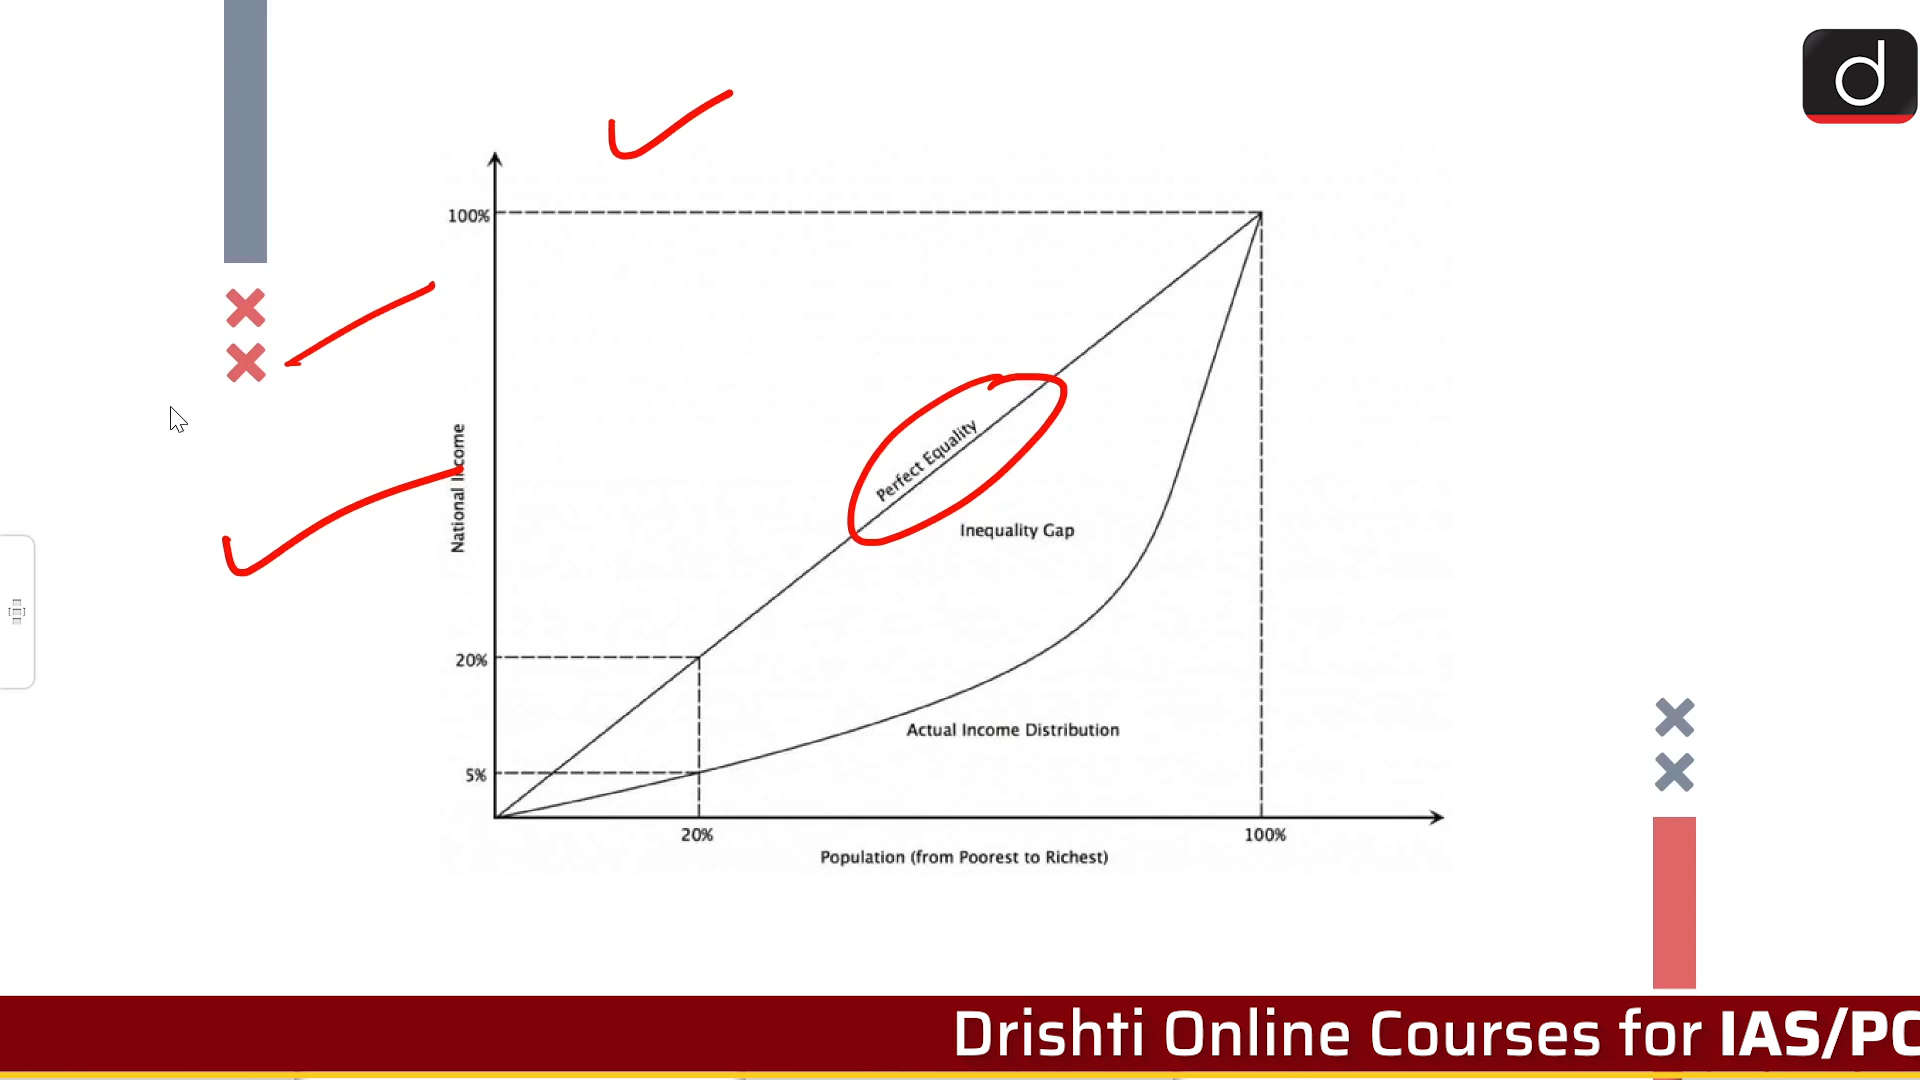 d
100%
National Income
Perfect Equality
Inequality Gap
20%
Actual Income Distribution
5%
20%
100%
Population (from Poorest to Richest)
Drishti Online Courses for IAS/PC